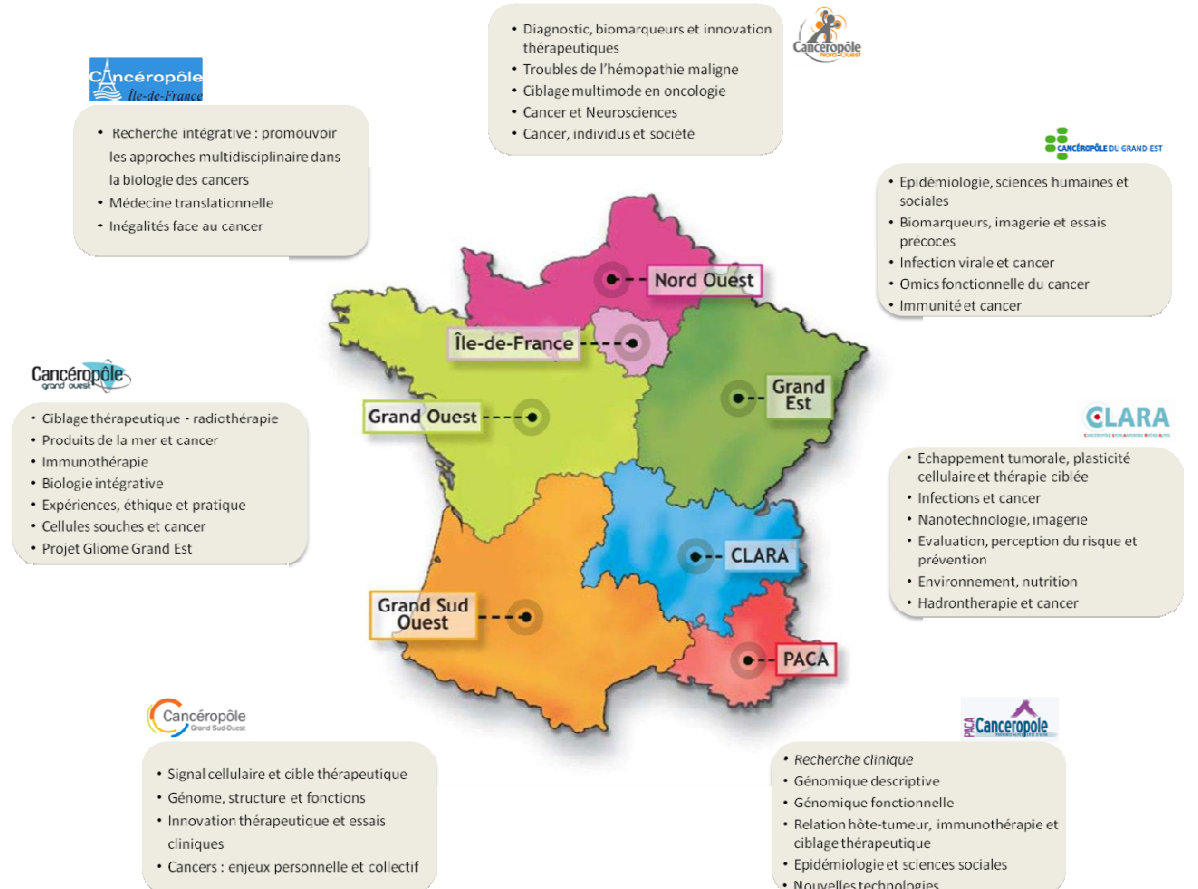 Cancéropôle
Nord-Ouest
• Diagnostic, biomarqueurs et innovation
thérapeutiques
• Troubles de l'hémopathie maligne
• Ciblage multimode en oncologie
• Cancer et Neurosciences
• Cancer, individus et société
Cancéropôle
Île-de-France
• Recherche intégrative : promouvoir
les approches multidisciplinaire dans
la biologie des cancers
• Médecine translationnelle
• Inégalités face au cancer
CANCÉROPÔLE DU GRAND-EST
• Epidémiologie, sciences humaines et
sociales
• Biomarqueurs, imagerie et essais
précoces
• Infection virale et cancer
• Omics fonctionnelle du cancer
• Immunité et cancer
Nord Ouest
Île-de-France
Grand Ouest
Grand
Est
CLARA
Grand Sud
Ouest
PACA
Cancéropôle
grand ouest
• Ciblage thérapeutique - radiothérapie
• Produits de la mer et cancer
• Immunothérapie
• Biologie intégrative
• Expériences, éthique et pratique
• Cellules souches et cancer
• Projet Gliome Grand Est
CLARA
• Echappement tumorale, plasticité
cellulaire et thérapie ciblée
• Infections et cancer
• Nanotechnologie, imagerie
• Evaluation, perception du risque et
prévention
• Environnement, nutrition
• Hadrontherapie et cancer
Cancéropôle
Grand Sud-Ouest
• Signal cellulaire et cible thérapeutique
• Génome, structure et fonctions
• Innovation thérapeutique et essais
cliniques
• Cancers : enjeux personnelle et collectif
PACA
Canceropole
• Recherche clinique
• Génomique descriptive
• Génomique fonctionnelle
• Relation hôte-tumeur, immunothérapie et
ciblage thérapeutique
• Epidémiologie et sciences sociales
• Nouvelles technologies